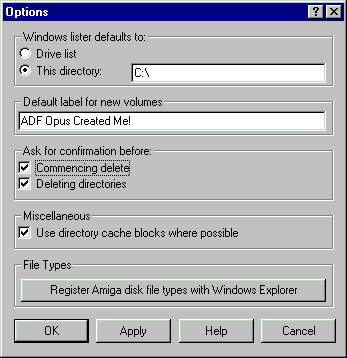 Options
Windows lister defaults to:
Drive list
This directory: C:\
Default label for new volumes
ADF Opus Created Me!
Ask for confirmation before:
Commencing delete
Deleting directories
Miscellaneous
Use directory cache blocks where possible
File Types
Register Amiga disk file types with Windows Explorer
OK Apply Help Cancel